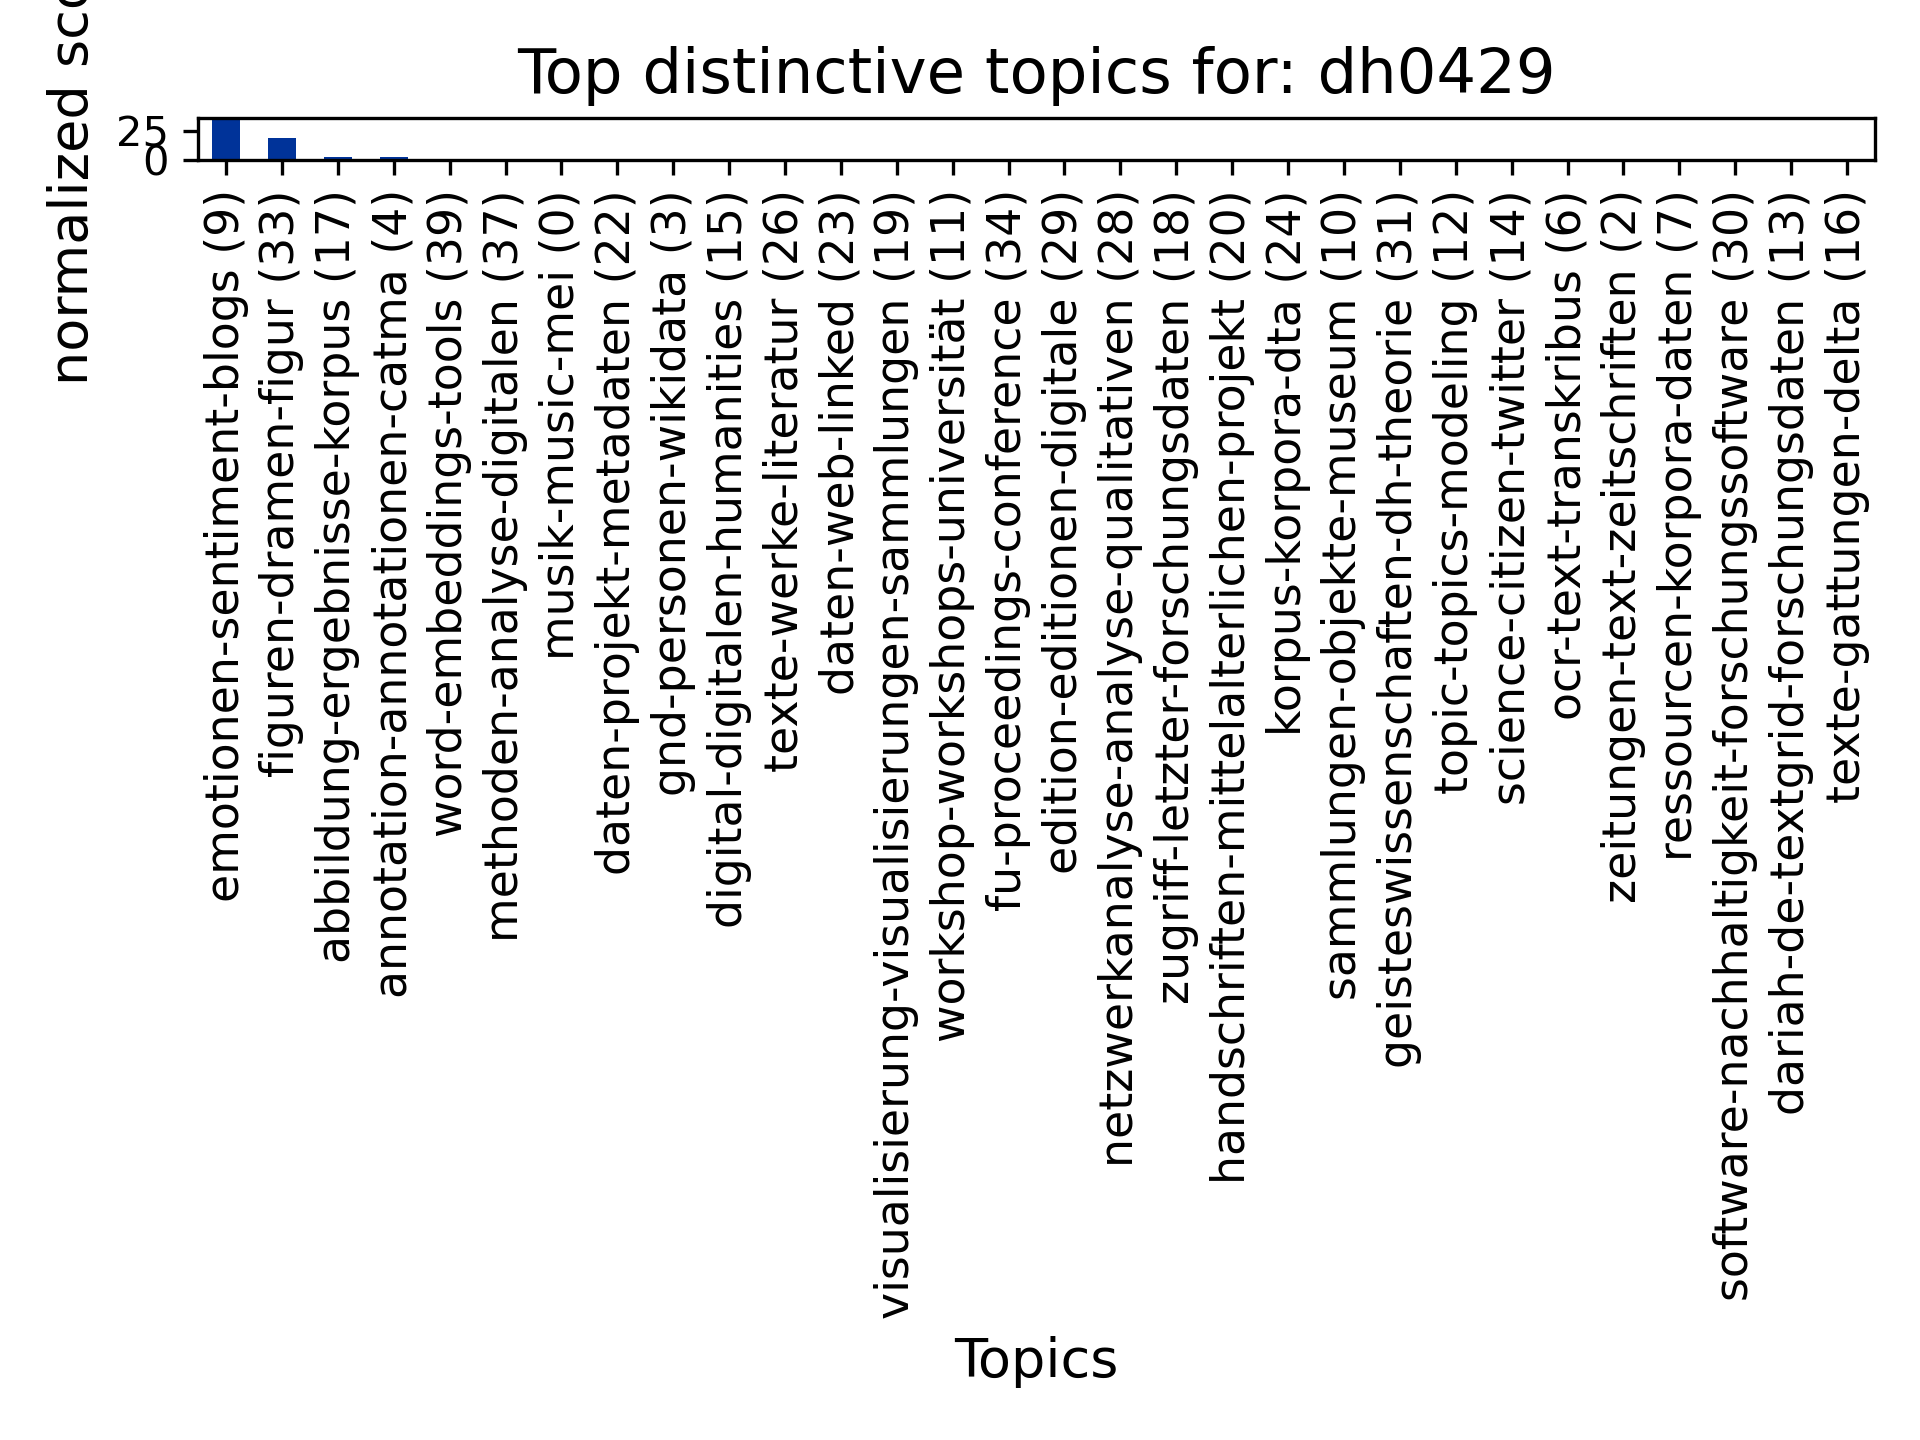 Top distinctive topics for: dh0429
normalized sco
25
0
emotionen-sentiment-blogs (9)
figuren-dramen-figur (33)
abbildung-ergebnisse-korpus (17)
annotation-annotationen-catma (4)
word-embeddings-tools (39)
methoden-analyse-digitalen (37)
musik-music-mei (0)
daten-projekt-metadaten (22)
gnd-personen-wikidata (3)
digital-digitalen-humanities (15)
texte-werke-literatur (26)
daten-web-linked (23)
visualisierung-visualisierungen-sammlungen (19)
workshop-workshops-universität (11)
fu-proceedings-conference (34)
edition-editionen-digitale (29)
netzwerkanalyse-analyse-qualitativen (28)
zugriff-letzter-forschungsdaten (18)
handschriften-mittelalterlichen-projekt (20)
korpus-korpora-dta (24)
sammlungen-objekte-museum (10)
geisteswissenschaften-dh-theorie (31)
topic-topics-modeling (12)
science-citizen-twitter (14)
ocr-text-transkribus (6)
zeitungen-text-zeitschriften (2)
ressourcen-korpora-daten (7)
software-nachhaltigkeit-forschungssoftware (30)
dariah-de-textgrid-forschungsdaten (13)
texte-gattungen-delta (16)
Topics